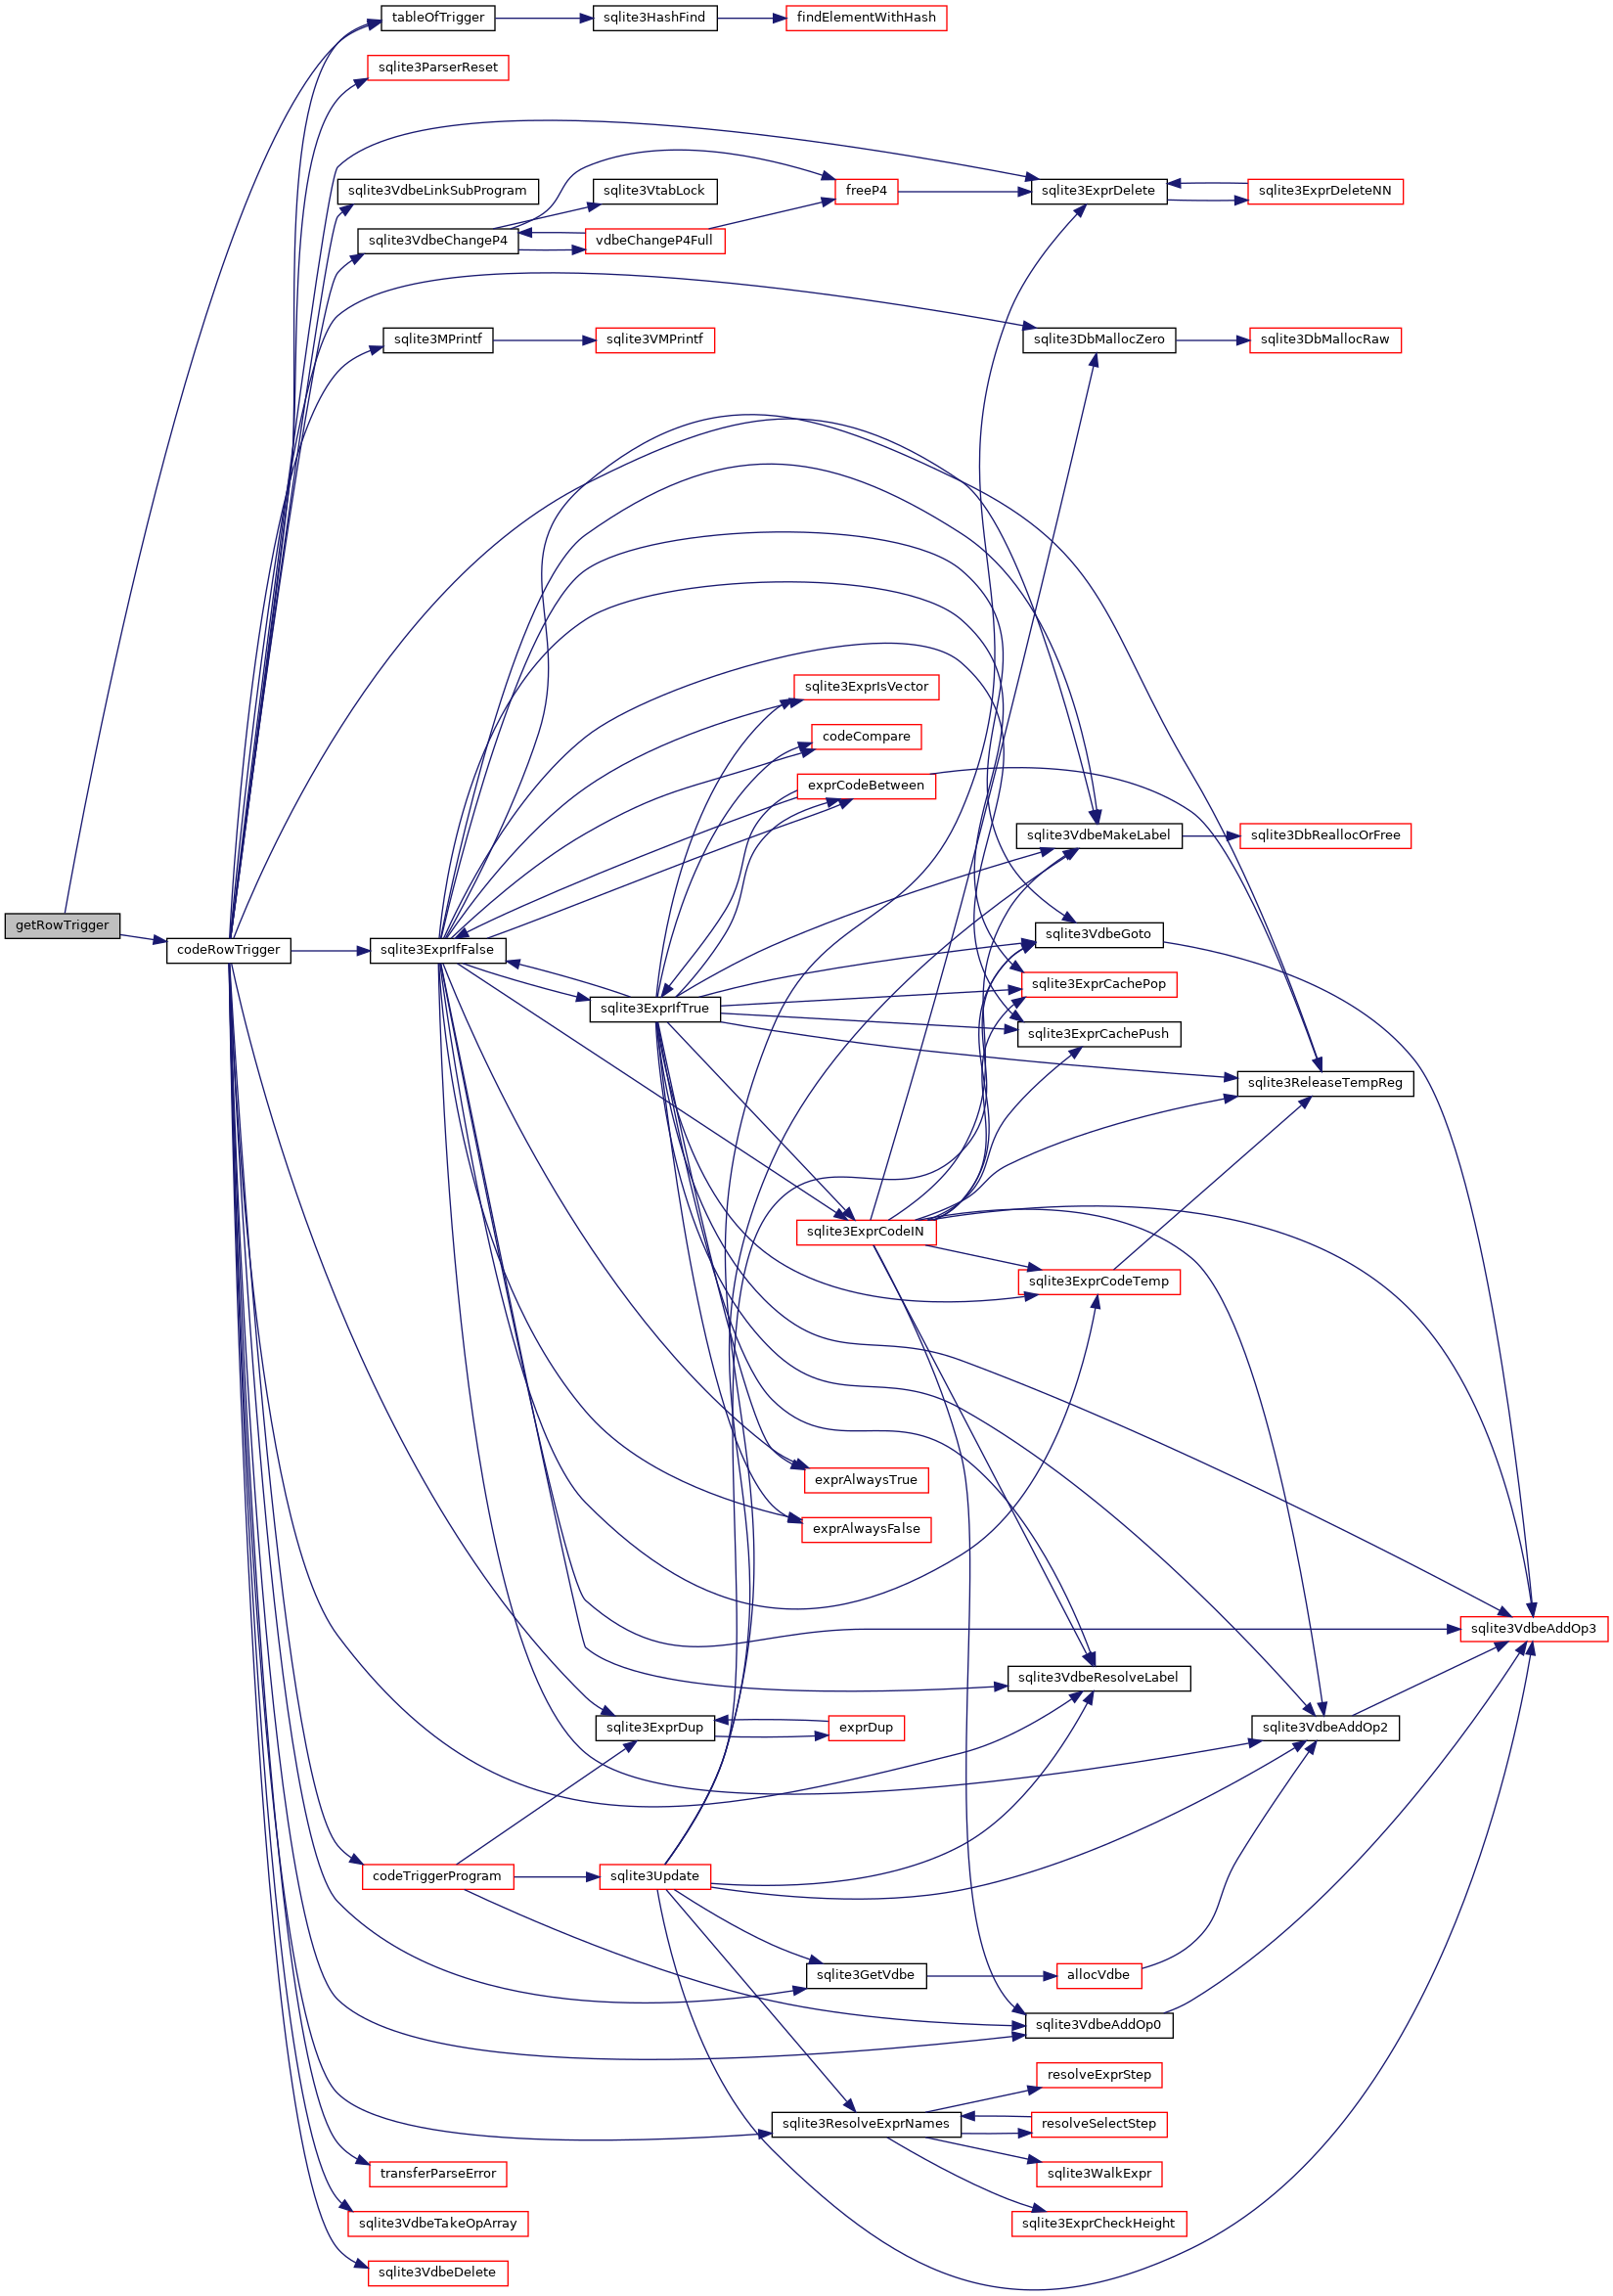 tableOfTrigger
sqlite3HashFind
findElementWithHash
sqlite3ParserReset
sqlite3VdbeLinkSubProgram
sqlite3VtabLock
freeP4
sqlite3ExprDelete
sqlite3ExprDeleteNN
sqlite3VdbeChangeP4
vdbeChangeP4Full
sqlite3MPrintf
sqlite3VMPrintf
sqlite3DbMallocZero
sqlite3DbMallocRaw
sqlite3ExprIsVector
codeCompare
exprCodeBetween
sqlite3VdbeMakeLabel
sqlite3DbReallocOrFree
getRowTrigger
codeRowTrigger
sqlite3ExprIfFalse
sqlite3VdbeGoto
sqlite3ExprIfTrue
sqlite3ExprCachePop
sqlite3ExprCachePush
sqlite3ReleaseTempReg
sqlite3ExprCodeIN
sqlite3ExprCodeTemp
exprAlwaysTrue
exprAlwaysFalse
sqlite3VdbeAddOp3
sqlite3VdbeResolveLabel
sqlite3ExprDup
exprDup
sqlite3VdbeAddOp2
codeTriggerProgram
sqlite3Update
sqlite3GetVdbe
allocVdbe
sqlite3VdbeAddOp0
resolveExprStep
sqlite3ResolveExprNames
resolveSelectStep
transferParseError
sqlite3WalkExpr
sqlite3VdbeTakeOpArray
sqlite3ExprCheckHeight
sqlite3VdbeDelete